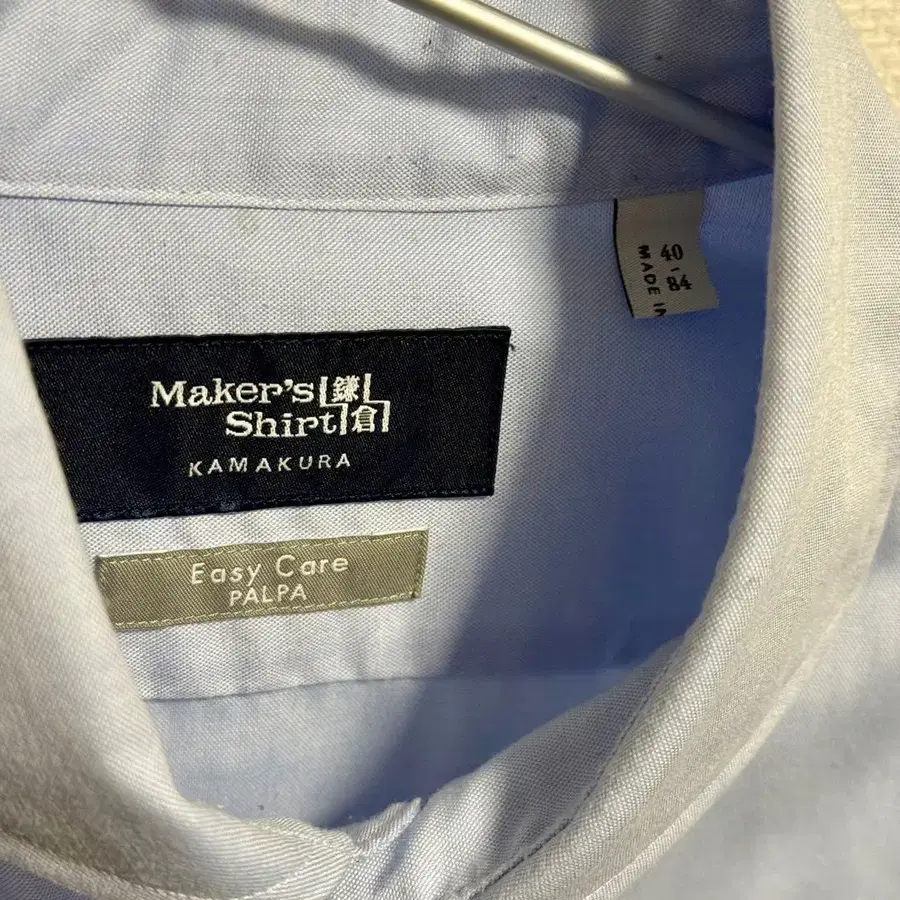 Maker's 鎌
Shirt 倉
KAMAKURA
Easy Care
PALPA
40
-
84
MADE IN